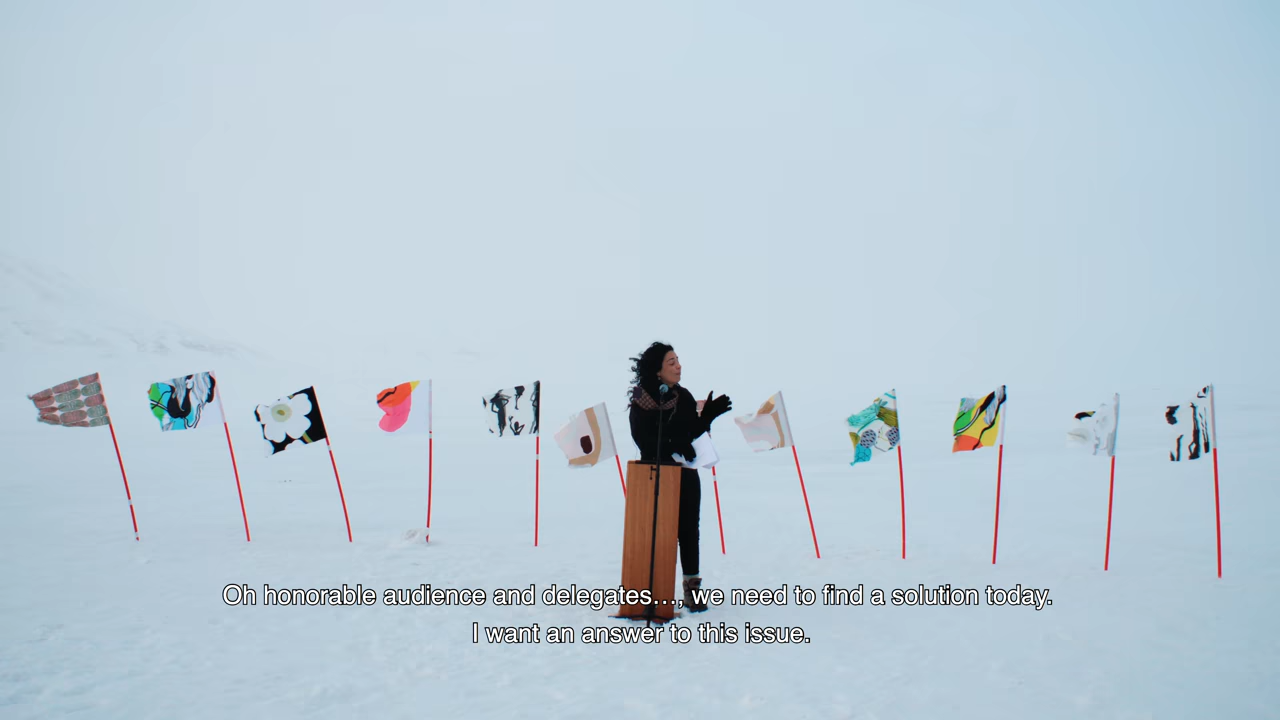 Oh honorable audience and delegates…, we need to find a solution today.
I want an answer to this issue.